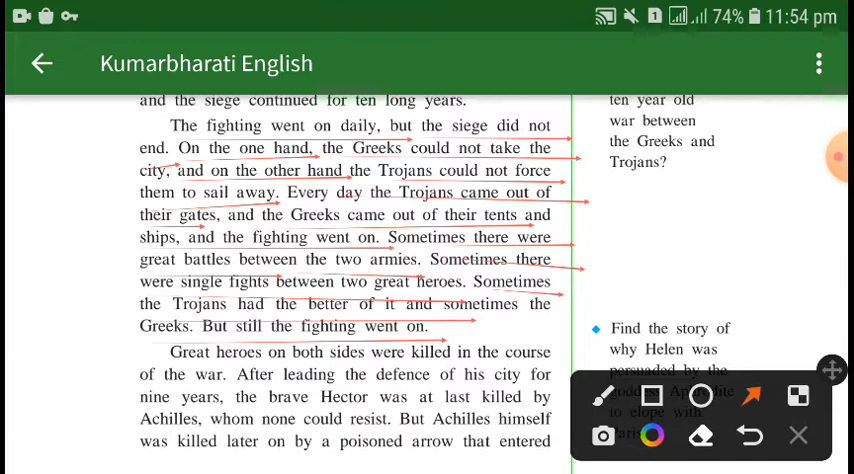 74% 11:54 pm
Kumarbharati English
and the siege continued for ten long years.
The fighting went on daily, but the siege did not
end. On the one hand, the Greeks could not take the
city, and on the other hand the Trojans could not force
them to sail away. Every day the Trojans came out of
their gates, and the Greeks came out of their tents and
ships, and the fighting went on. Sometimes there were
great battles between the two armies. Sometimes there
were single fights between two great heroes. Sometimes
the Trojans had the better of it and sometimes the
Greeks. But still the fighting went on.
Great heroes on both sides were killed in the course
of the war. After leading the defence of his city for
nine years, the brave Hector was at last killed by
Achilles, whom none could resist. But Achilles himself
was killed later on by a poisoned arrow that entered
ten year old
war between
the Greeks and
Trojans?
Find the story of
why Helen was
persuaded by the
goddess Aphrodite
to elope with
Paris